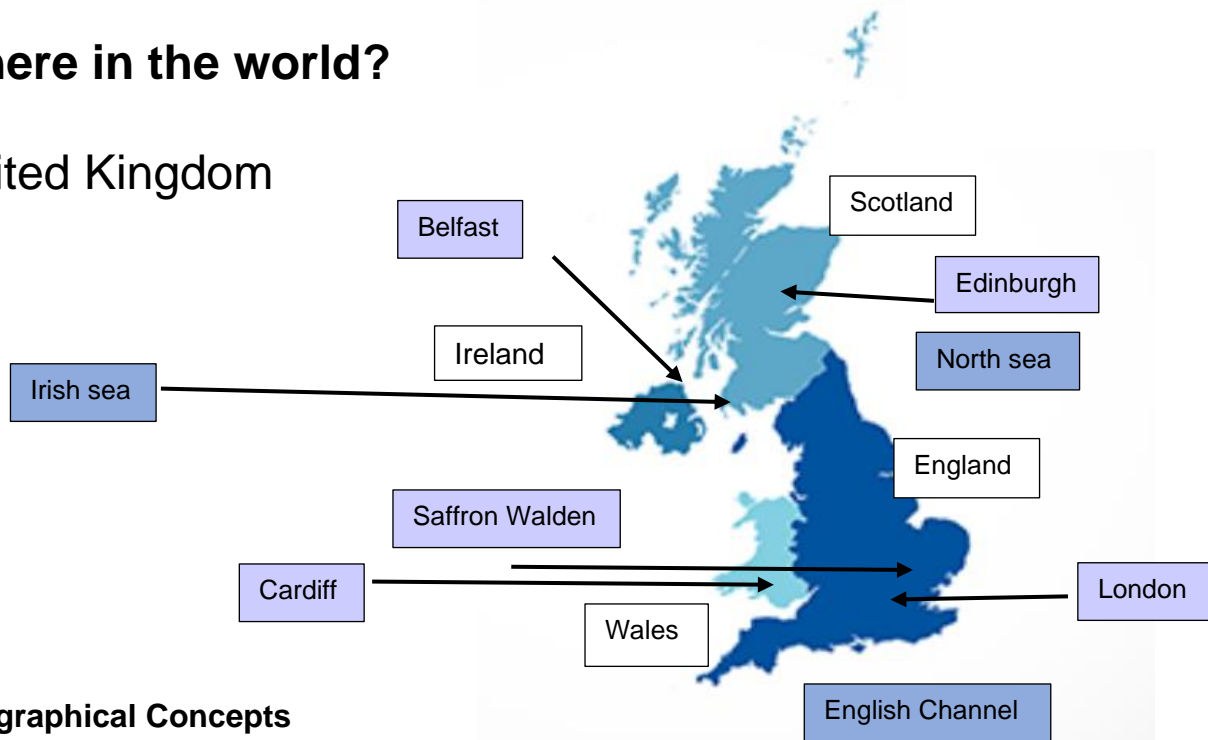 here in the world?
ited Kingdom
Scotland
Belfast
Edinburgh
Ireland
North sea
Irish sea
England
Saffron Walden
Cardiff
London
Wales
English Channel
graphical Concepts